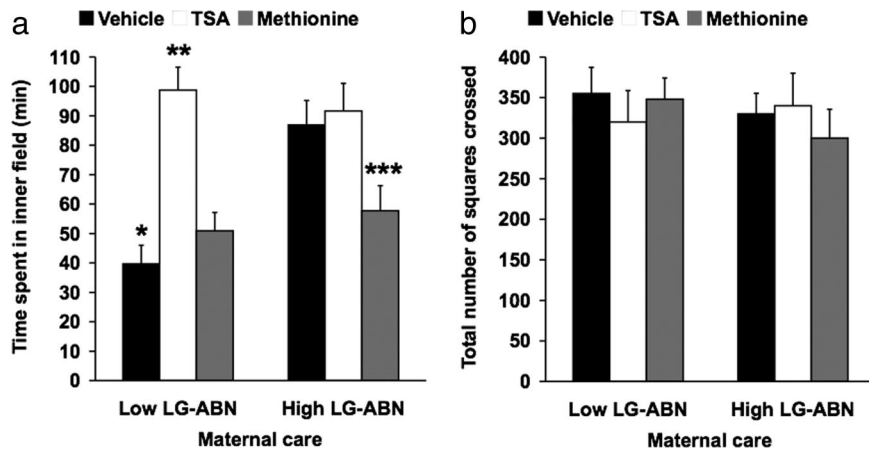 a
Vehicle TSA Methionine
Time spent in inner field (min)
110
100
90
80
70
60
50
40
30
20
10
0
*
**
***
Low LG-ABN High LG-ABN
Maternal care
b
Vehicle TSA Methionine
Total number of squares crossed
400
350
300
250
200
150
100
50
0
Low LG-ABN High LG-ABN
Maternal care